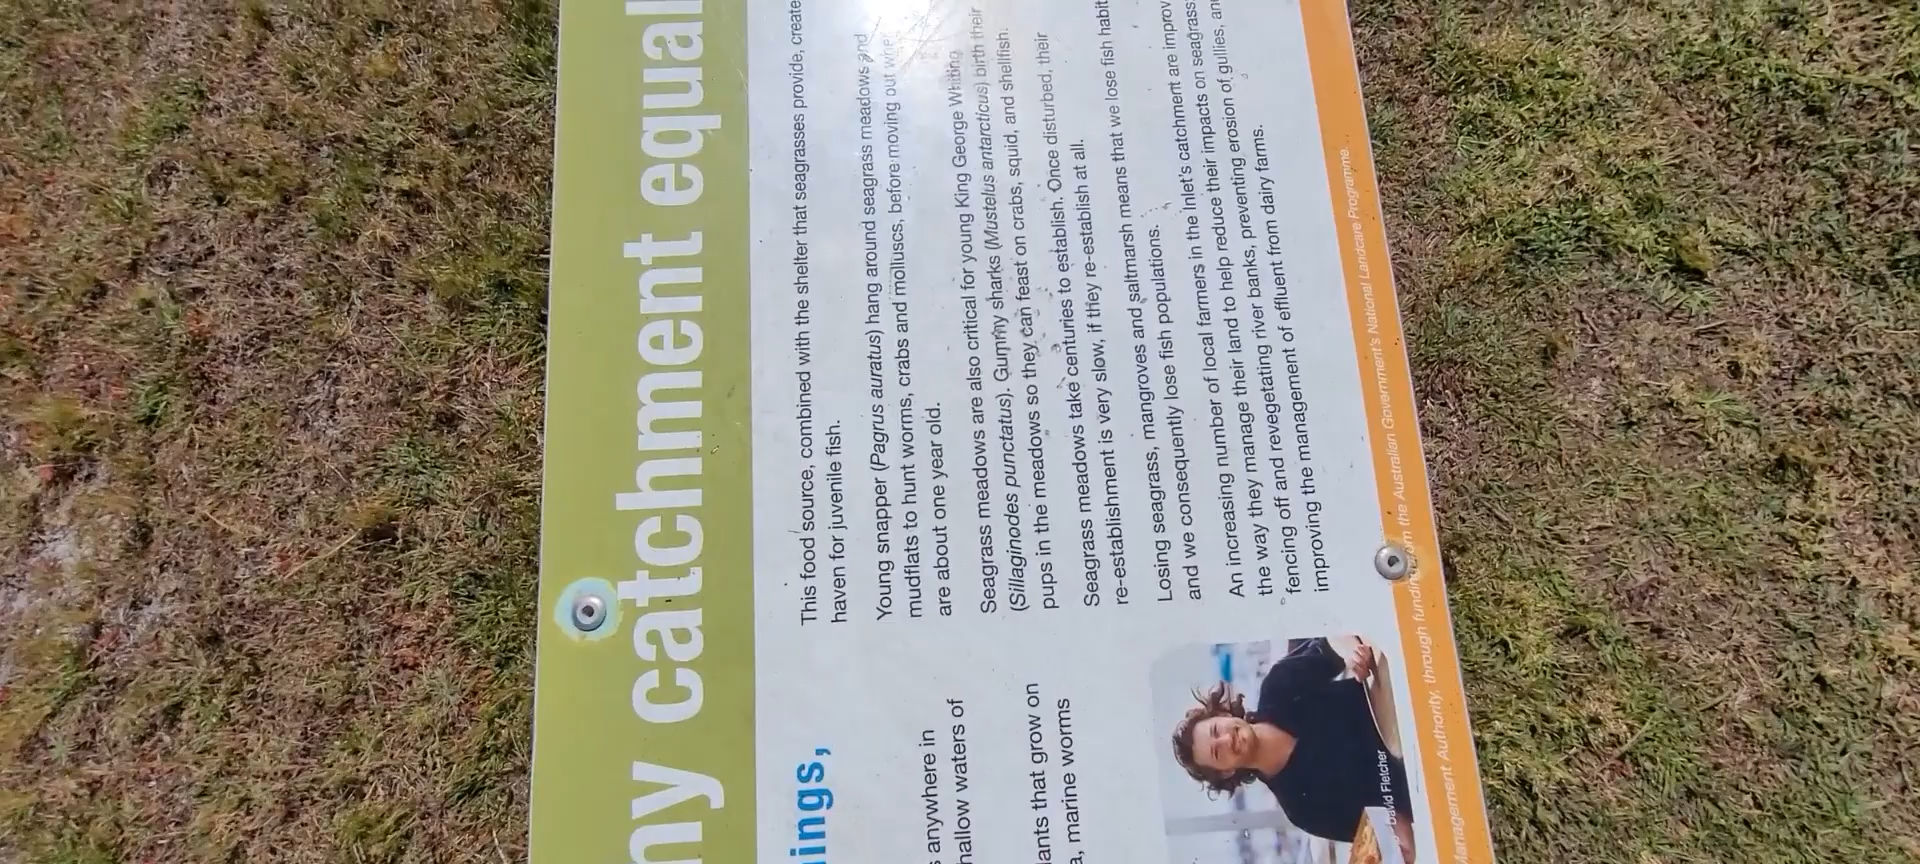 ny catchment equal
ings,
anywhere in
hallow waters of
lants that grow on
a, marine worms
This food source, combined with the shelter that seagrasses provide, create
haven for juvenile fish.
Young snapper (Pagrus auratus) hang around seagrass meadows and
mudflats to hunt worms, crabs and molluscs, before moving out when
are about one year old.
Seagrass meadows are also critical for young King George Whiting
(Sillaginodes punctatus). Gummy sharks (Mustelus antarcticus) birth their
pups in the meadows so they can feast on crabs, squid, and shellfish.
Seagrass meadows take centuries to establish. Once disturbed, their
re-establishment is very slow, if they re-establish at all.
Losing seagrass, mangroves and saltmarsh means that we lose fish habit
and we consequently lose fish populations.
An increasing number of local farmers in the Inlet's catchment are improv
the way they manage their land to help reduce their impacts on seagrass
fencing off and revegetating river banks, preventing erosion of gullies, an
improving the management of effluent from dairy farms.
David Fletcher
Management Authority, through funding from the Australian Government's National Landcare Programme.